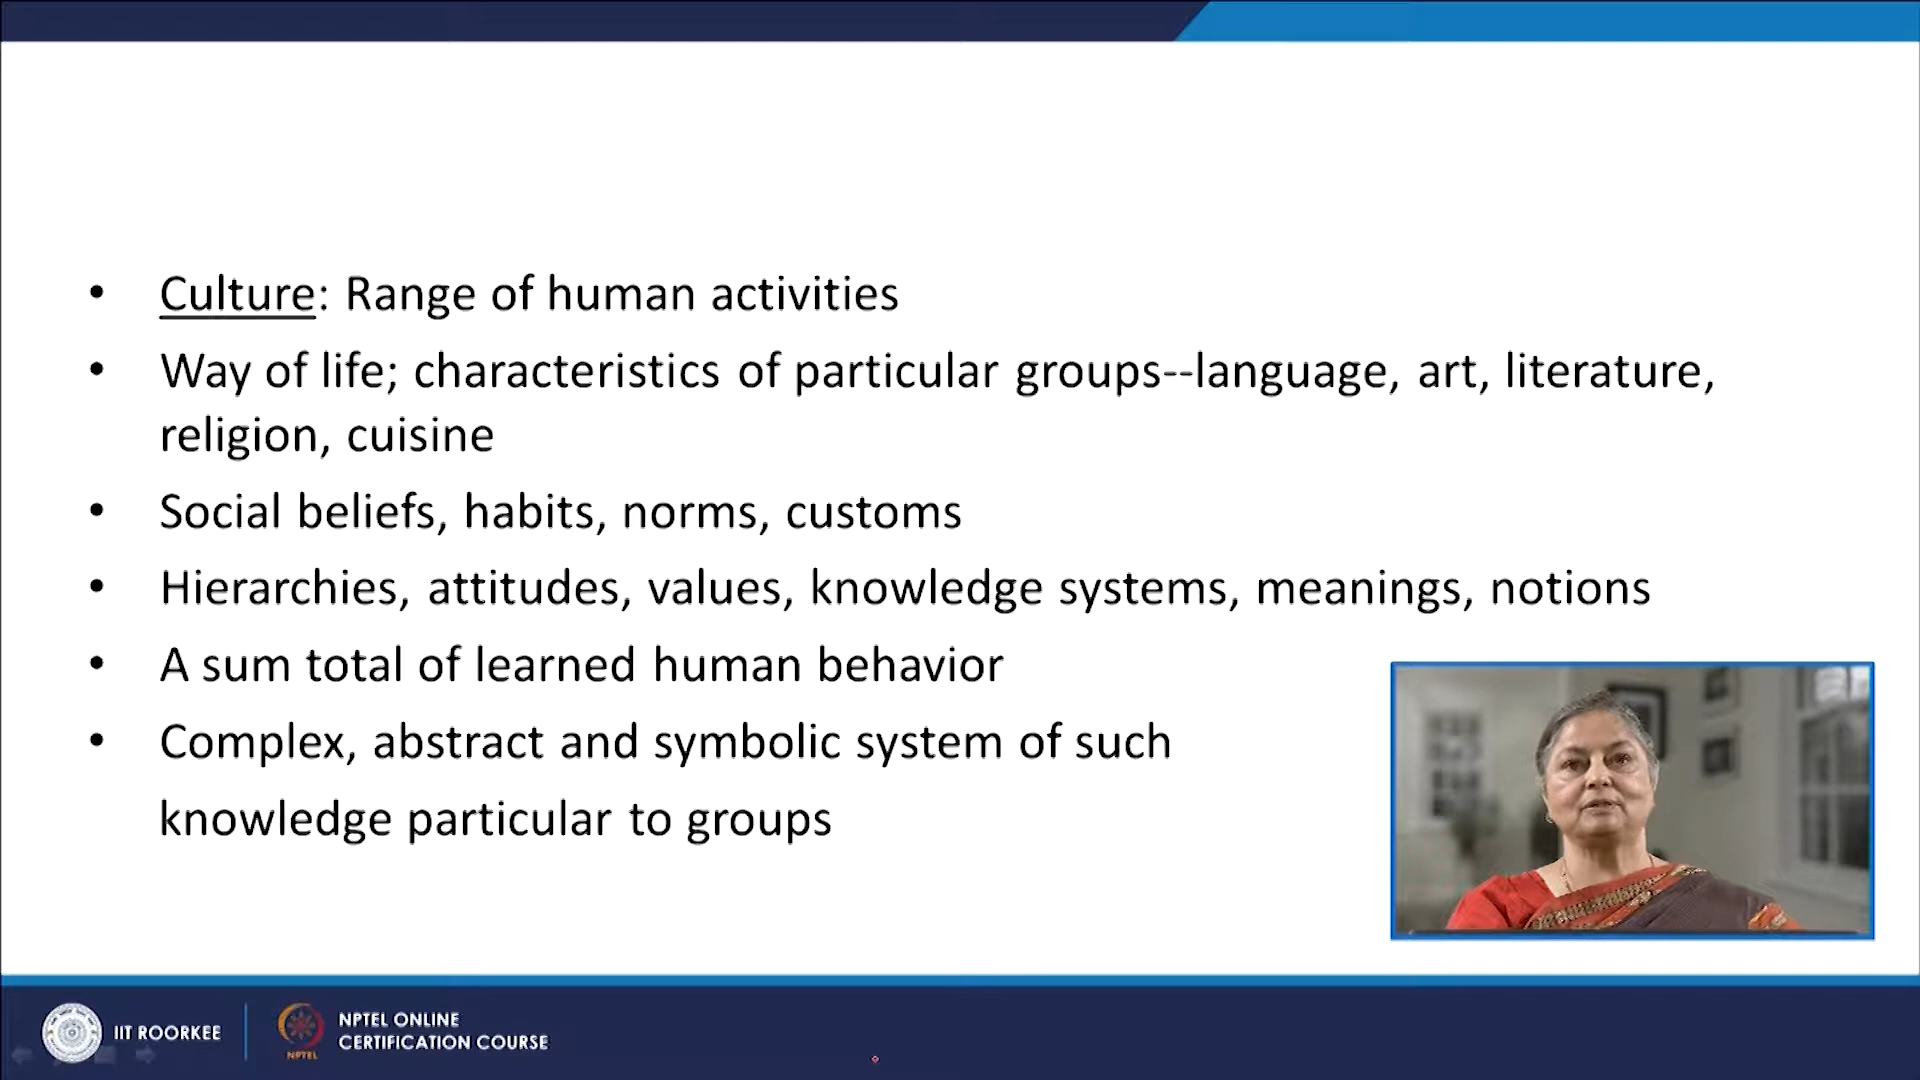 • Culture: Range of human activities
• Way of life; characteristics of particular groups--language, art, literature,
religion, cuisine
• Social beliefs, habits, norms, customs
• Hierarchies, attitudes, values, knowledge systems, meanings, notions
• A sum total of learned human behavior
• Complex, abstract and symbolic system of such
knowledge particular to groups
IIT ROORKEE
NPTEL
NPTEL ONLINE
CERTIFICATION COURSE